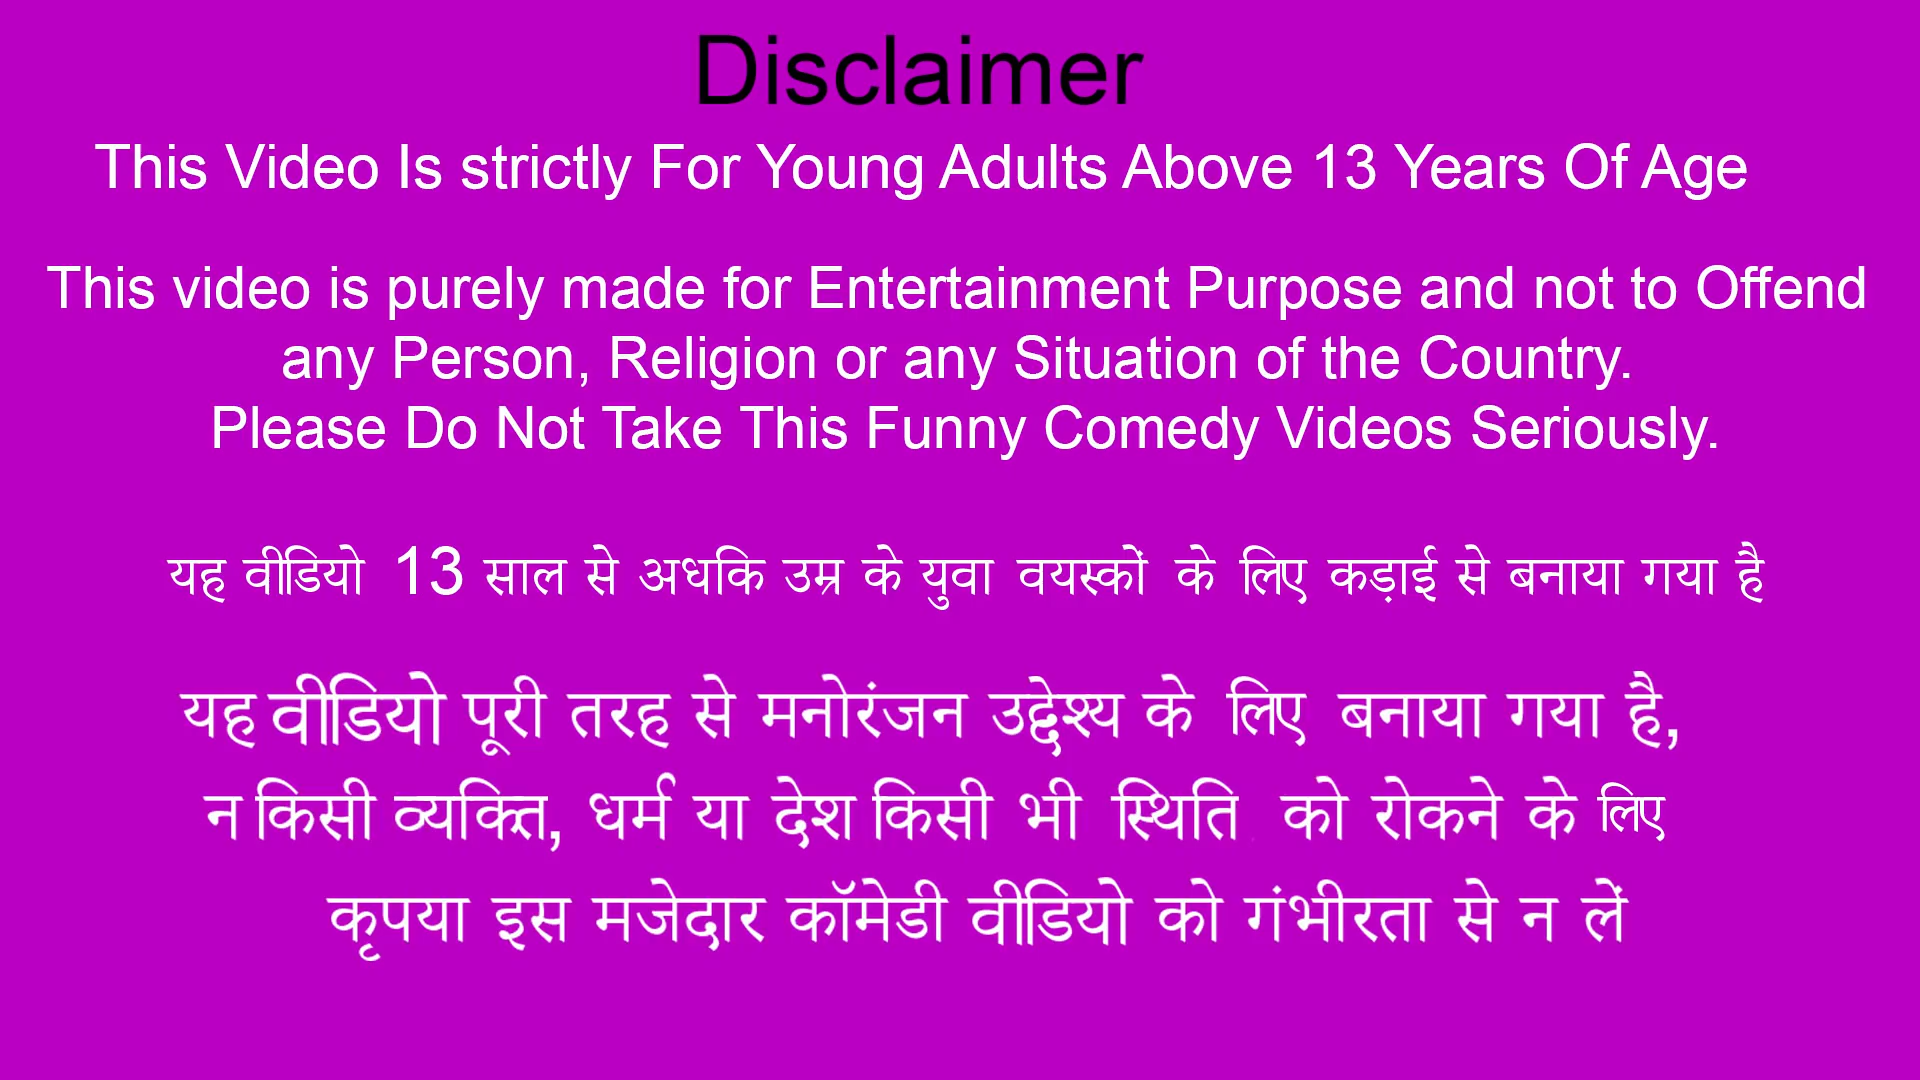 Disclaimer
This Video Is strictly For Young Adults Above 13 Years Of Age
This video is purely made for Entertainment Purpose and not to Offend
any Person, Religion or any Situation of the Country.
Please Do Not Take This Funny Comedy Videos Seriously.
यह वीडियो 13 साल से अधकि उम्र के युवा वयस्कों के लिए कड़ाई से बनाया गया है
यह वीडियो पूरी तरह से मनोरंजन उद्देश्य के लिए बनाया गया है,
न किसी व्यक्ति, धर्म या देश किसी भी स्थिति को रोकने के लिए
कृपया इस मजेदार कॉमेडी वीडियो को गंभीरता से न लें